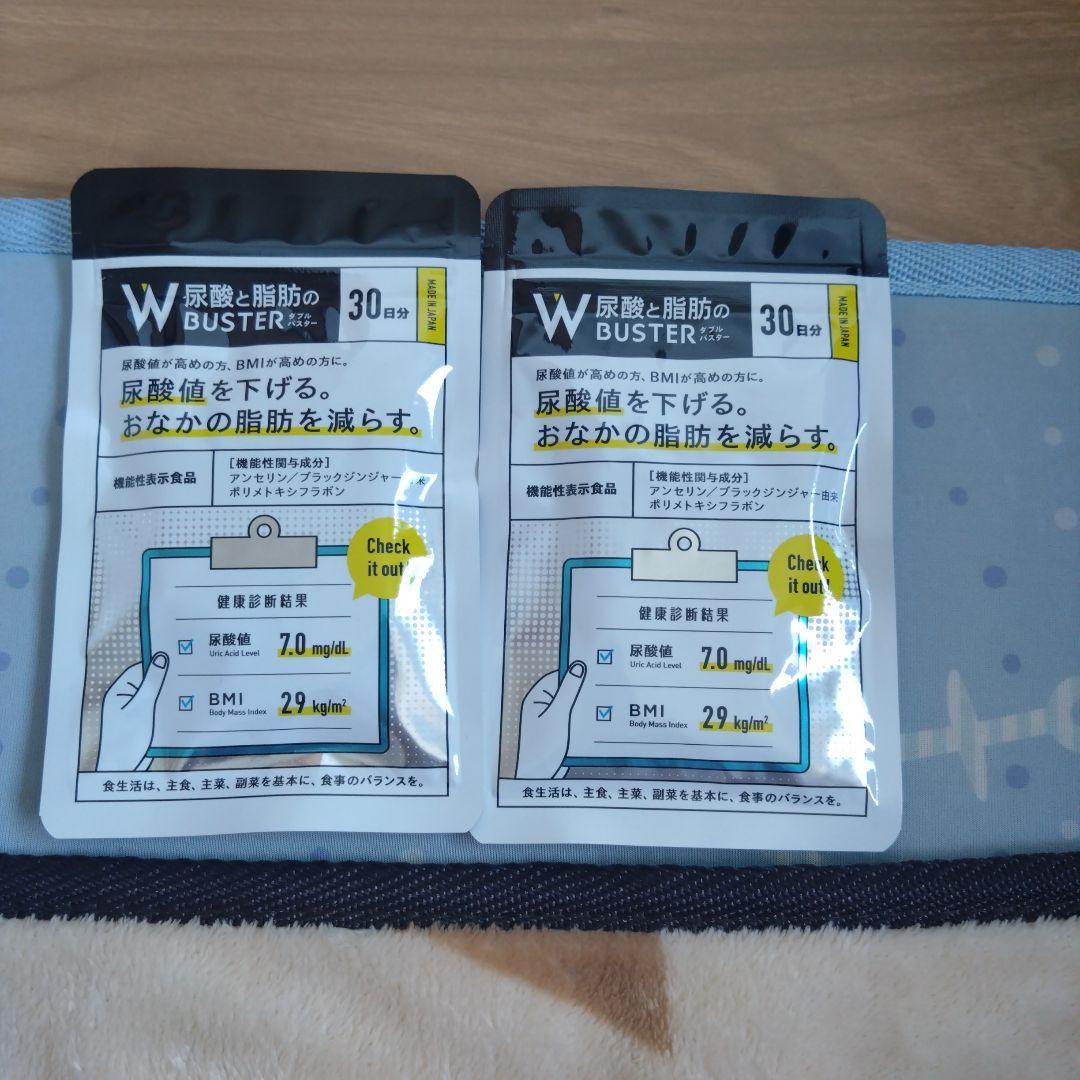 W 尿酸と脂肪の
BUSTER ダブルバスター
30日分
MADE IN JAPAN
尿酸値が高めの方、BMIが高めの方に。
尿酸値を下げる。
おなかの脂肪を減らす。
機能性表示食品
[機能性関与成分]
アンセリン／ブラックジンジャー由来
ポリメトキシフラボン
Check
it out!
健康診断結果
尿酸値 7.0 mg/dL
Uric Acid Level
BMI 29 kg/m²
Body Mass Index
食生活は、主食、主菜、副菜を基本に、食事のバランスを。
W 尿酸と脂肪の
BUSTER ダブルバスター
30日分
MADE IN JAPAN
尿酸値が高めの方、BMIが高めの方に。
尿酸値を下げる。
おなかの脂肪を減らす。
機能性表示食品
[機能性関与成分]
アンセリン／ブラックジンジャー由来
ポリメトキシフラボン
Check
it out!
健康診断結果
尿酸値 7.0 mg/dL
Uric Acid Level
BMI 29 kg/m²
Body Mass Index
食生活は、主食、主菜、副菜を基本に、食事のバランスを。